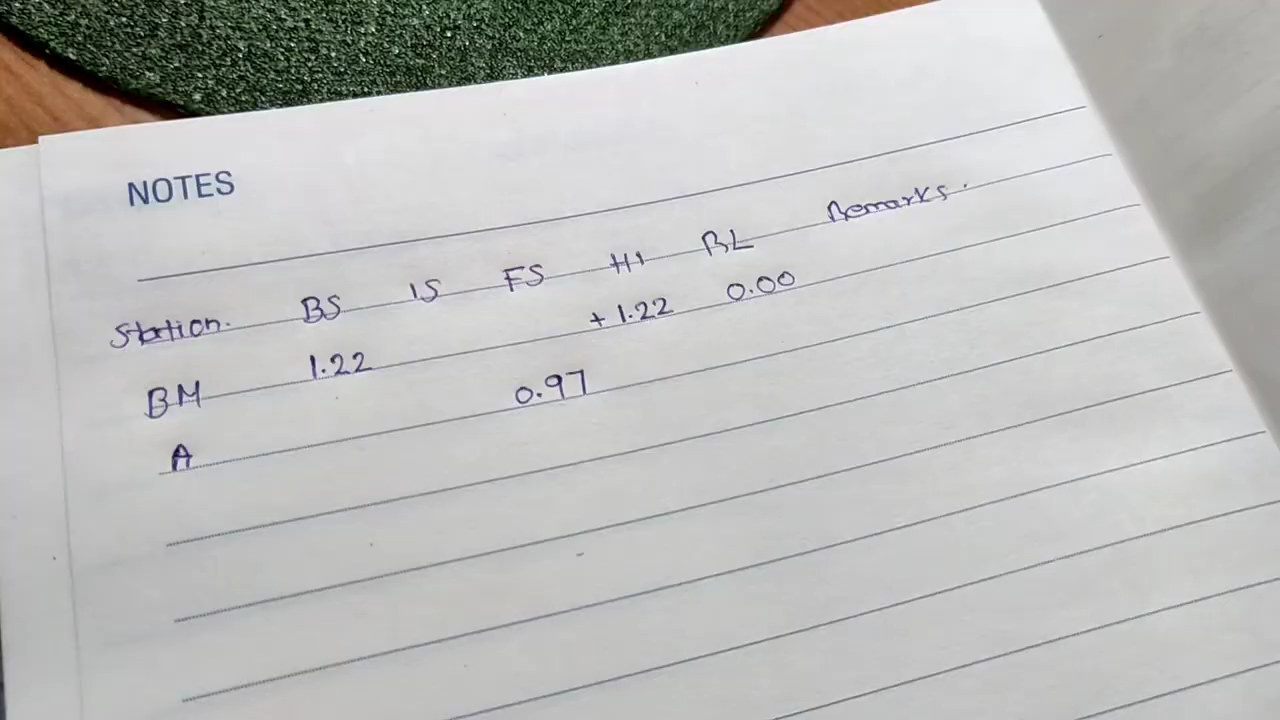 NOTES
Station. BS IS FS HI RL Remarks.
BM 1.22 + 1.22 0.00
A 0.97